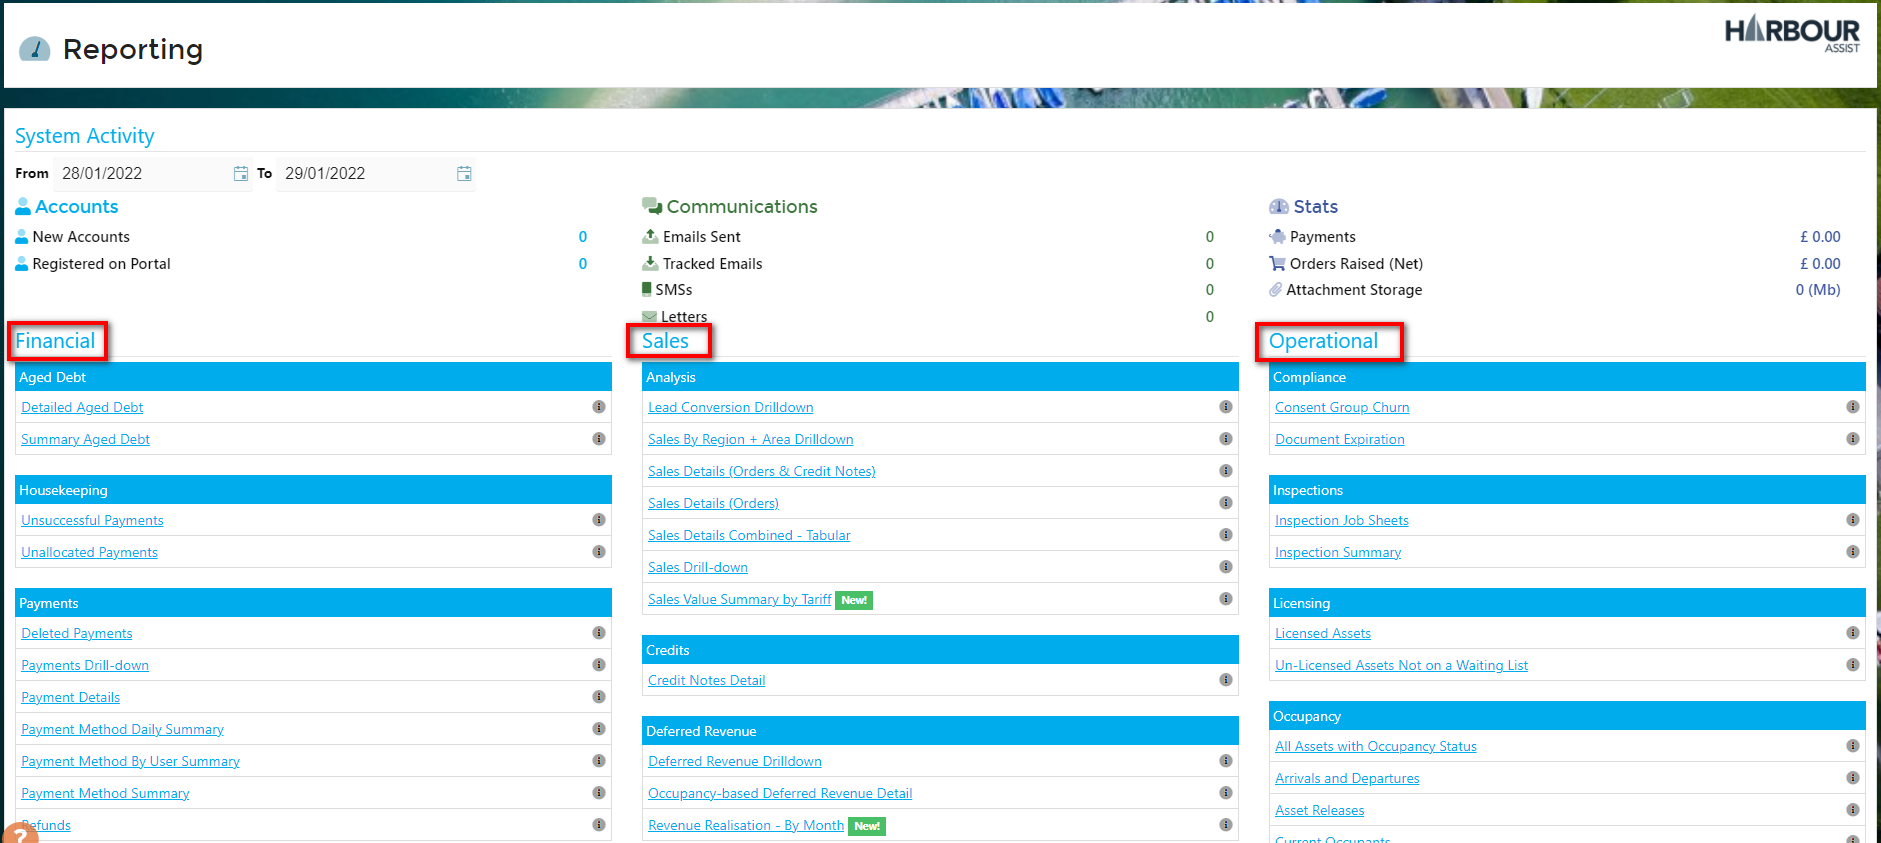 Reporting
HARBOUR
ASSIST
System Activity
From 28/01/2022 To 29/01/2022
Accounts
New Accounts 0
Registered on Portal 0
Communications
Emails Sent 0
Tracked Emails 0
SMSs 0
Letters 0
Stats
Payments £ 0.00
Orders Raised (Net) £ 0.00
Attachment Storage 0 (Mb)
Financial
Aged Debt
Detailed Aged Debt
Summary Aged Debt
Housekeeping
Unsuccessful Payments
Unallocated Payments
Payments
Deleted Payments
Payments Drill-down
Payment Details
Payment Method Daily Summary
Payment Method By User Summary
Payment Method Summary
Refunds
?
Sales
Analysis
Lead Conversion Drilldown
Sales By Region + Area Drilldown
Sales Details (Orders & Credit Notes)
Sales Details (Orders)
Sales Details Combined - Tabular
Sales Drill-down
Sales Value Summary by Tariff New!
Credits
Credit Notes Detail
Deferred Revenue
Deferred Revenue Drilldown
Occupancy-based Deferred Revenue Detail
Revenue Realisation - By Month New!
Operational
Compliance
Consent Group Churn
Document Expiration
Inspections
Inspection Job Sheets
Inspection Summary
Licensing
Licensed Assets
Un-Licensed Assets Not on a Waiting List
Occupancy
All Assets with Occupancy Status
Arrivals and Departures
Asset Releases
Current Occupants